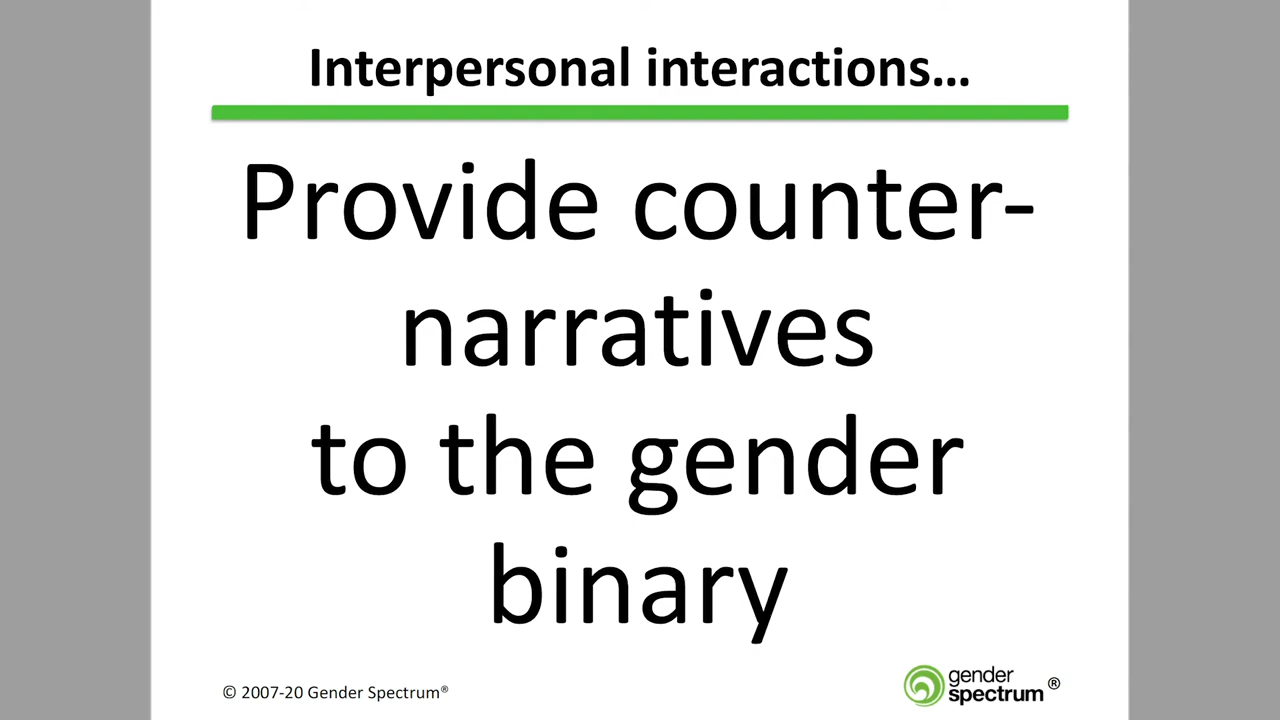 Interpersonal interactions…
Provide counter-
narratives
to the gender
binary
© 2007-20 Gender Spectrum®
gender
spectrum ®